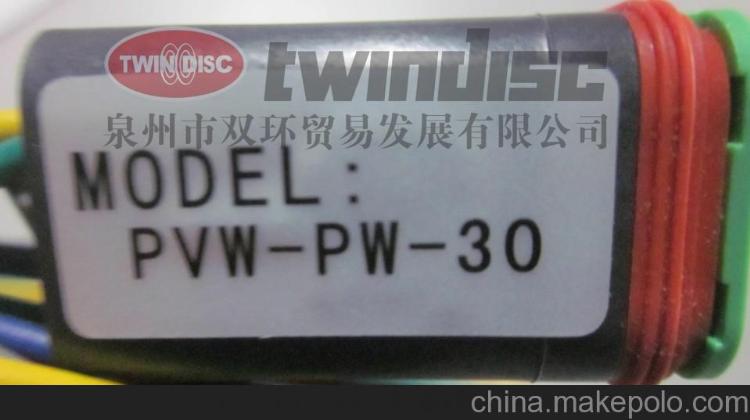 TWIN DISC twindisc
泉州市双环贸易发展有限公司
MODEL:
PVW-PW-30
china.makepolo.com